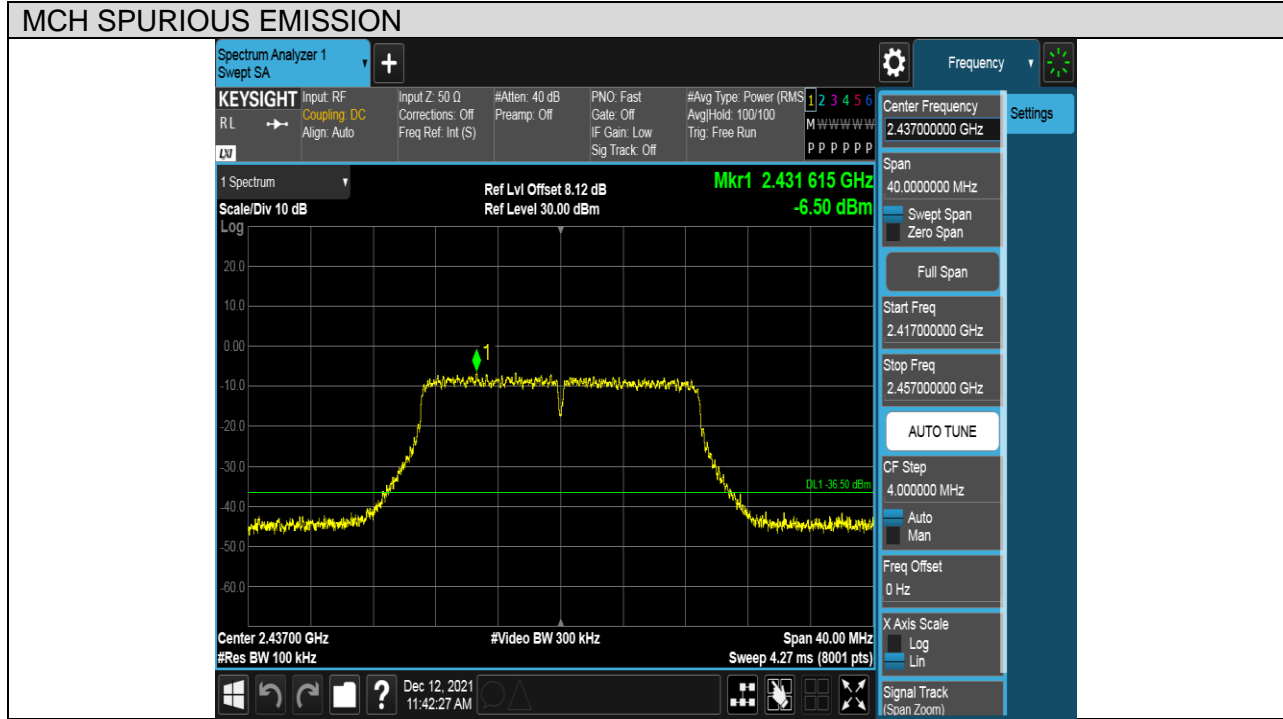 MCH SPURIOUS EMISSION
Spectrum Analyzer 1
Swept SA
+
Frequency
KEYSIGHT
RL
LXI
Input: RF
Coupling: DC
Align: Auto
Input Z: 50 Ω
Corrections: Off
Freq Ref: Int (S)
#Atten: 40 dB
Preamp: Off
PNO: Fast
Gate: Off
IF Gain: Low
Sig Track: Off
#Avg Type: Power (RMS
Avg|Hold: 100/100
Trig: Free Run
1 2 3 4 5 6
M W W W W W
P P P P P P
1 Spectrum
Scale/Div 10 dB
Ref Lvl Offset 8.12 dB
Ref Level 30.00 dBm
Mkr1 2.431 615 GHz
-6.50 dBm
Log
20.0
10.0
0.00
-10.0
-20.0
-30.0
-40.0
-50.0
-60.0
1
DL1 -36.50 dBm
Center 2.43700 GHz
#Res BW 100 kHz
#Video BW 300 kHz
Span 40.00 MHz
Sweep 4.27 ms (8001 pts)
?
Dec 12, 2021
11:42:27 AM
Center Frequency
2.437000000 GHz
Settings
Span
40.0000000 MHz
Swept Span
Zero Span
Full Span
Start Freq
2.417000000 GHz
Stop Freq
2.457000000 GHz
AUTO TUNE
CF Step
4.000000 MHz
Auto
Man
Freq Offset
0 Hz
X Axis Scale
Log
Lin
Signal Track
(Span Zoom)